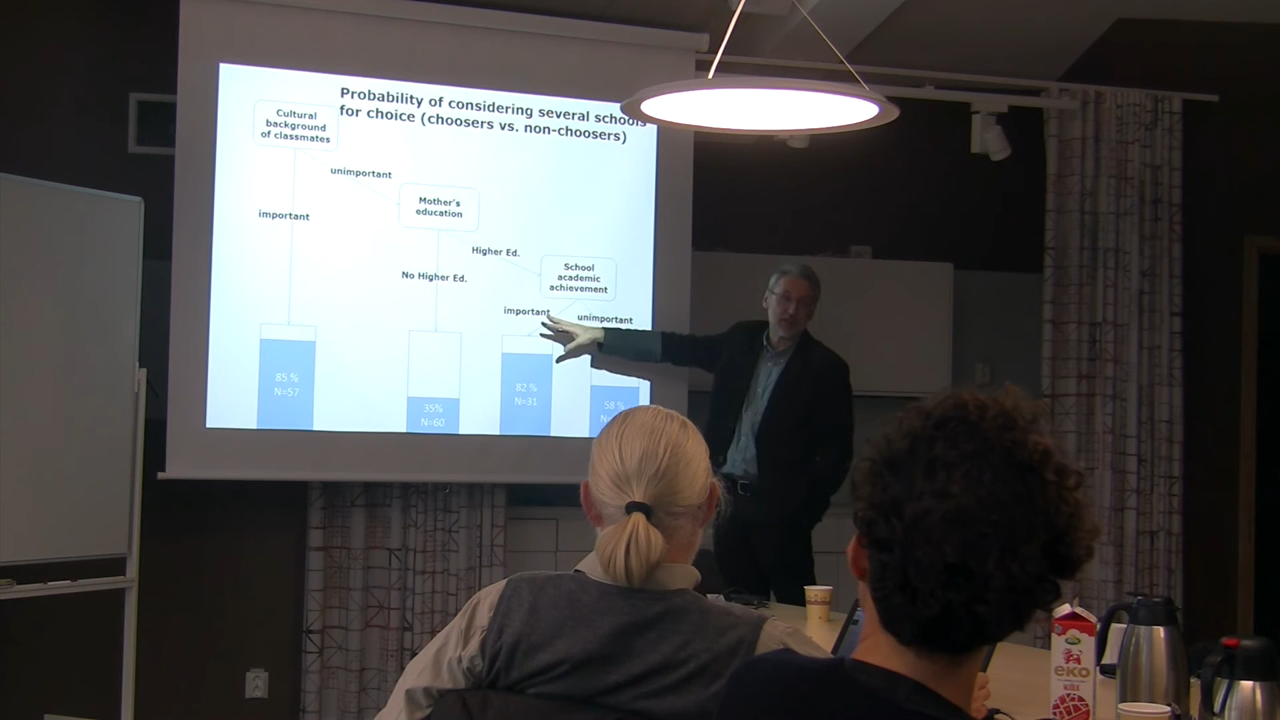 Probability of considering several schools
for choice (choosers vs. non-choosers)
Cultural
background
of classmates
unimportant
important
Mother's
education
Higher Ed.
No Higher Ed.
School
academic
achievement
important
unimportant
85 %
N=57
35%
N=60
82 %
N=31
58 %
eko